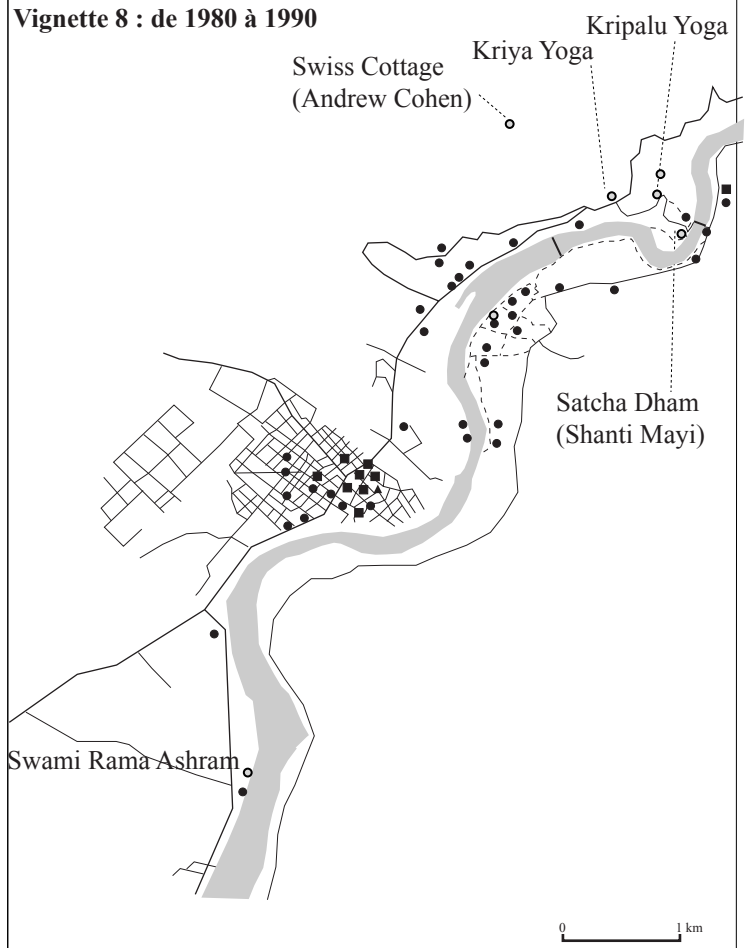 Vignette 8 : de 1980 à 1990
Kripalu Yoga
Kriya Yoga
Swiss Cottage
(Andrew Cohen)
Satcha Dham
(Shanti Mayi)
Swami Rama Ashram
0
1 km